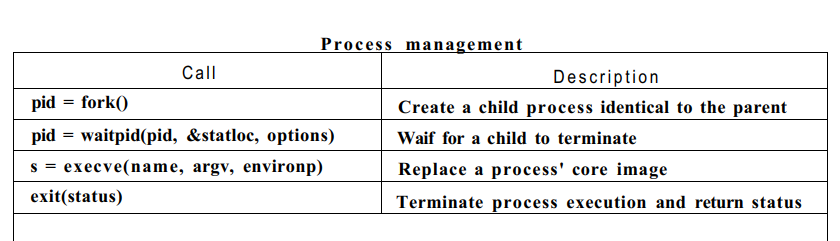 Process management
Call Description
pid = fork() Create a child process identical to the parent
pid = waitpid(pid, &statloc, options) Waif for a child to terminate
s = execve(name, argv, environp) Replace a process' core image
exit(status) Terminate process execution and return status